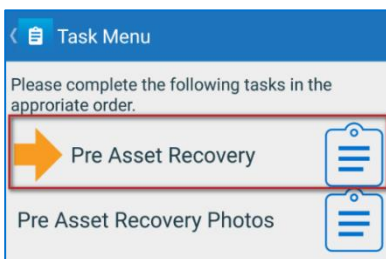 Task Menu
Please complete the following tasks in the
approriate order.
Pre Asset Recovery
Pre Asset Recovery Photos